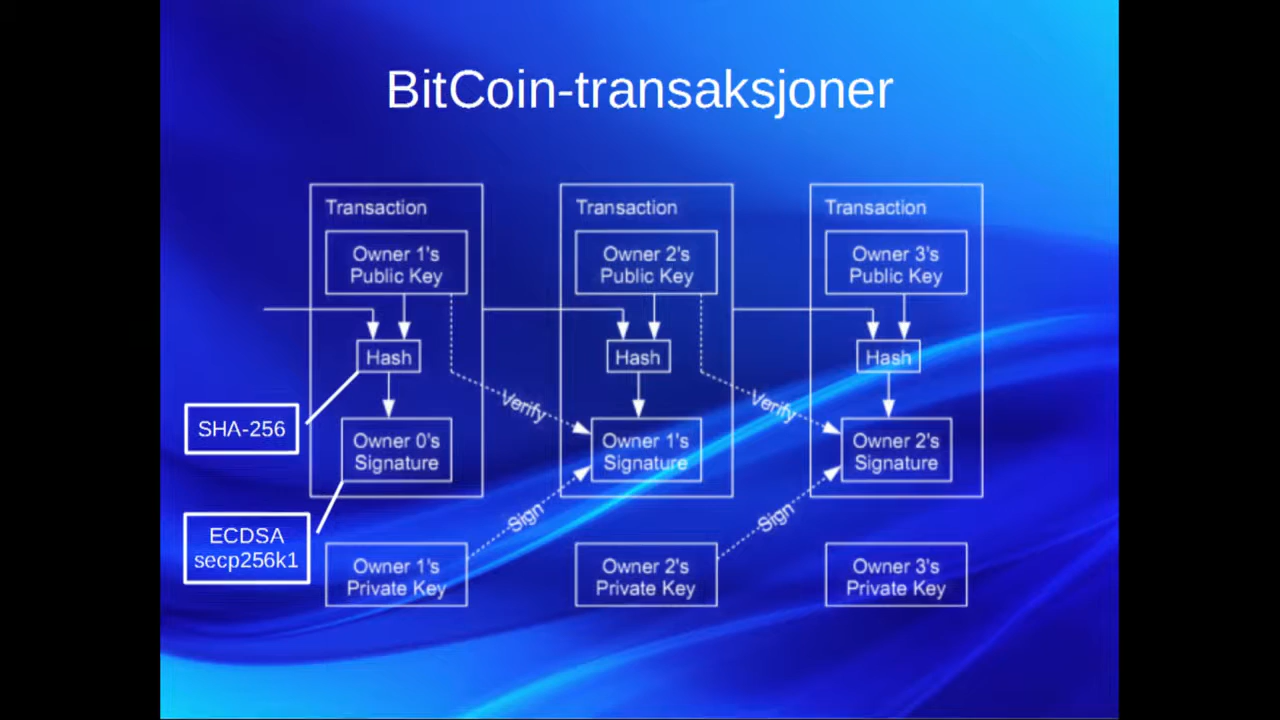 BitCoin-transaksjoner
Transaction
Owner 1's
Public Key
Hash
Owner 0's
Signature
Transaction
Owner 2's
Public Key
Hash
Owner 1's
Signature
Transaction
Owner 3's
Public Key
Hash
Owner 2's
Signature
Verify
Verify
SHA-256
ECDSA
secp256k1
Sign
Sign
Owner 1's
Private Key
Owner 2's
Private Key
Owner 3's
Private Key